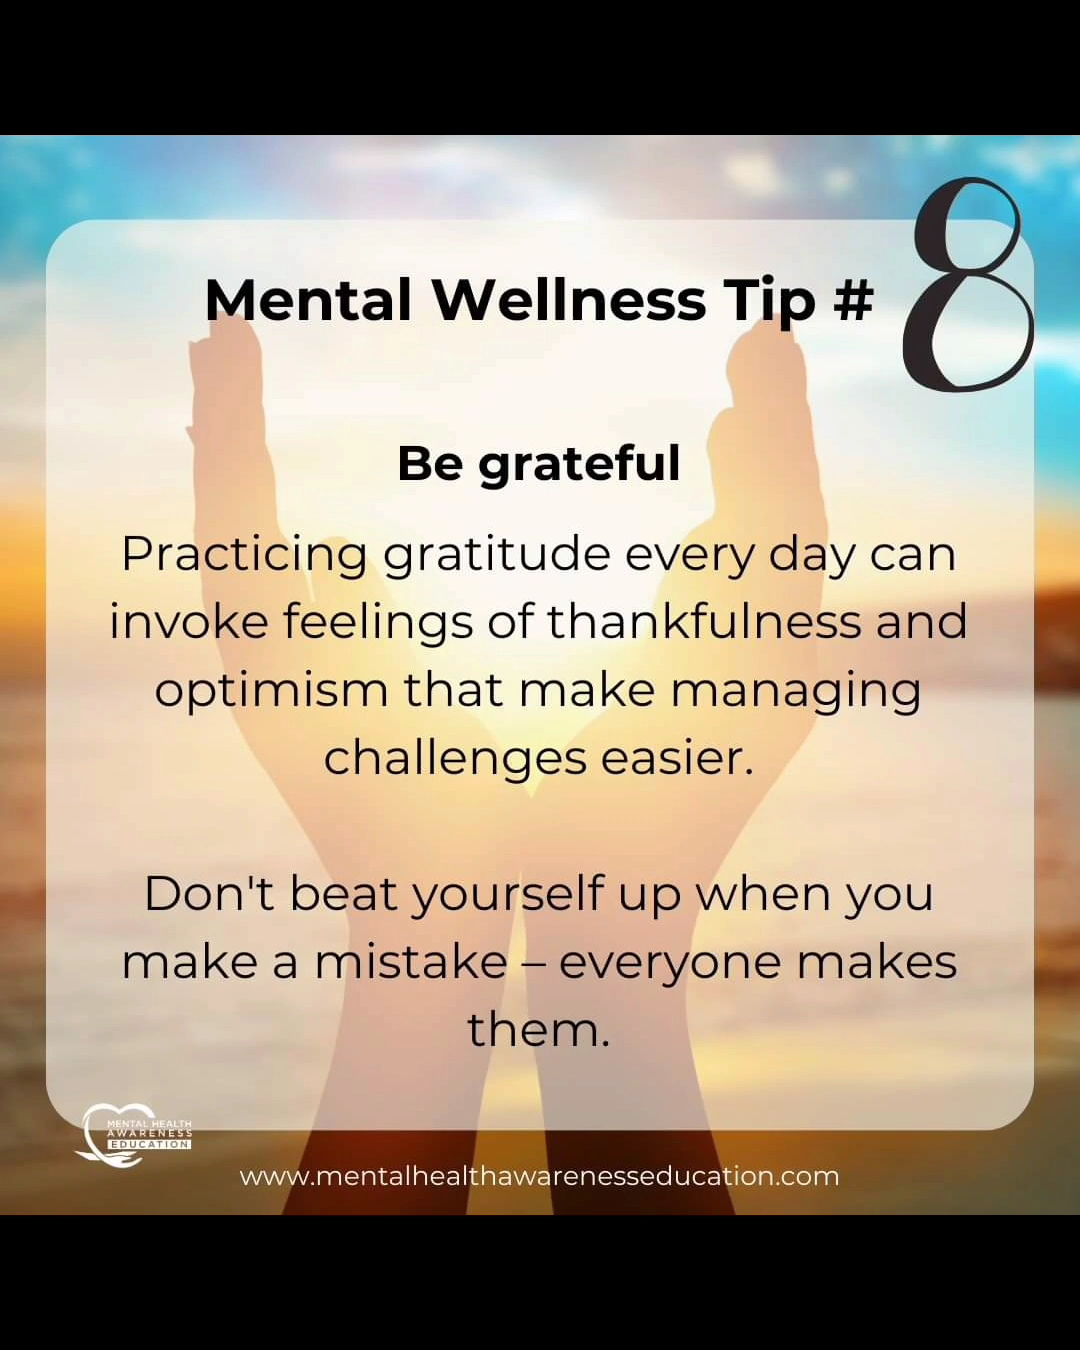 Mental Wellness Tip # 8
Be grateful
Practicing gratitude every day can
invoke feelings of thankfulness and
optimism that make managing
challenges easier.
Don't beat yourself up when you
make a mistake – everyone makes
them.
MENTAL HEALTH
AWARENESS
EDUCATION
www.mentalhealthawarenesseducation.com